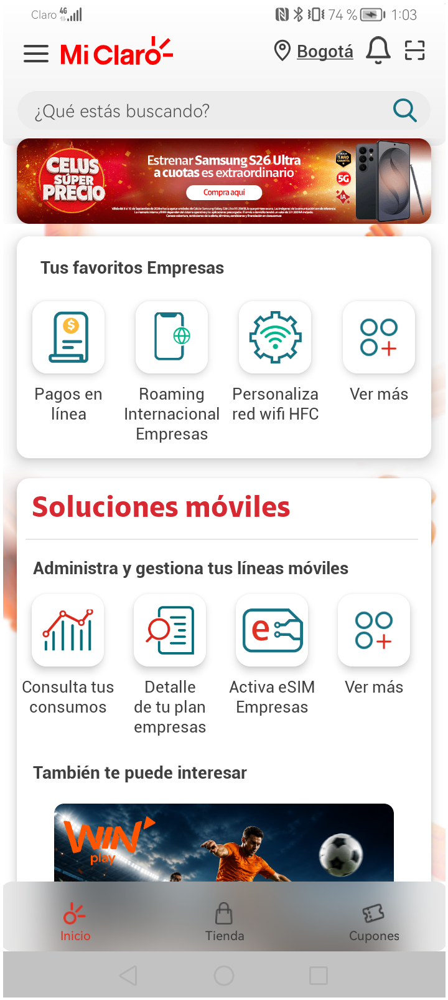 Claro 4G 74 % 1:03
Mi Claro Bogotá
¿Qué estás buscando?
CELUS
SÚPER
PRECIO
Estrenar Samsung S26 Ultra
a cuotas es extraordinario
Compra aquí
1 AÑO
GARANTÍA
5G
IA
Tus favoritos Empresas
Pagos en
línea
Roaming
Internacional
Empresas
Personaliza
red wifi HFC
Ver más
Soluciones móviles
Administra y gestiona tus líneas móviles
Consulta tus
consumos
Detalle
de tu plan
empresas
Activa eSIM
Empresas
Ver más
También te puede interesar
WIN
play
Inicio
Tienda
Cupones